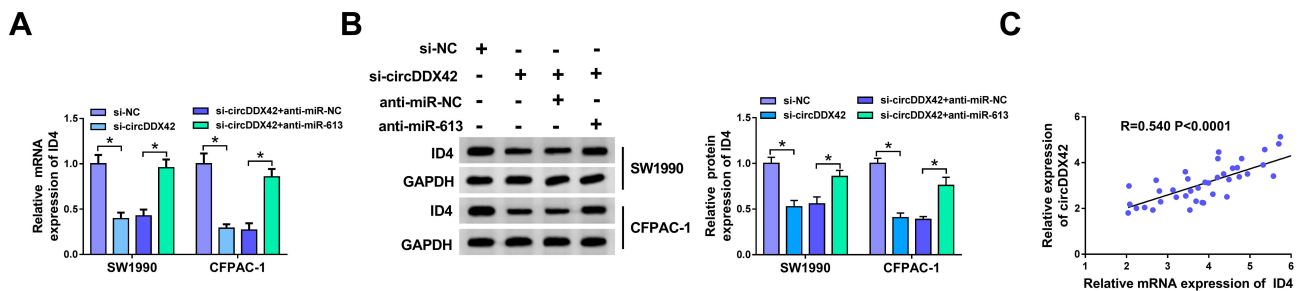 A
Relative mRNA
expression of ID4
si-NC
si-circDDX42
si-circDDX42+anti-miR-NC
si-circDDX42+anti-miR-613
1.5
1.0
0.5
0.0
* * * *
SW1990 CFPAC-1
B
si-NC + - - -
si-circDDX42 - + + +
anti-miR-NC - - + -
anti-miR-613 - - - +
ID4
GAPDH
SW1990
ID4
GAPDH
CFPAC-1
Relative protein
expression of ID4
si-NC
si-circDDX42
si-circDDX42+anti-miR-NC
si-circDDX42+anti-miR-613
1.5
1.0
0.5
0.0
* * * *
SW1990 CFPAC-1
C
Relative expression
of circDDX42
R=0.540 P<0.0001
6
4
2
0
1 2 3 4 5 6
Relative mRNA expression of ID4